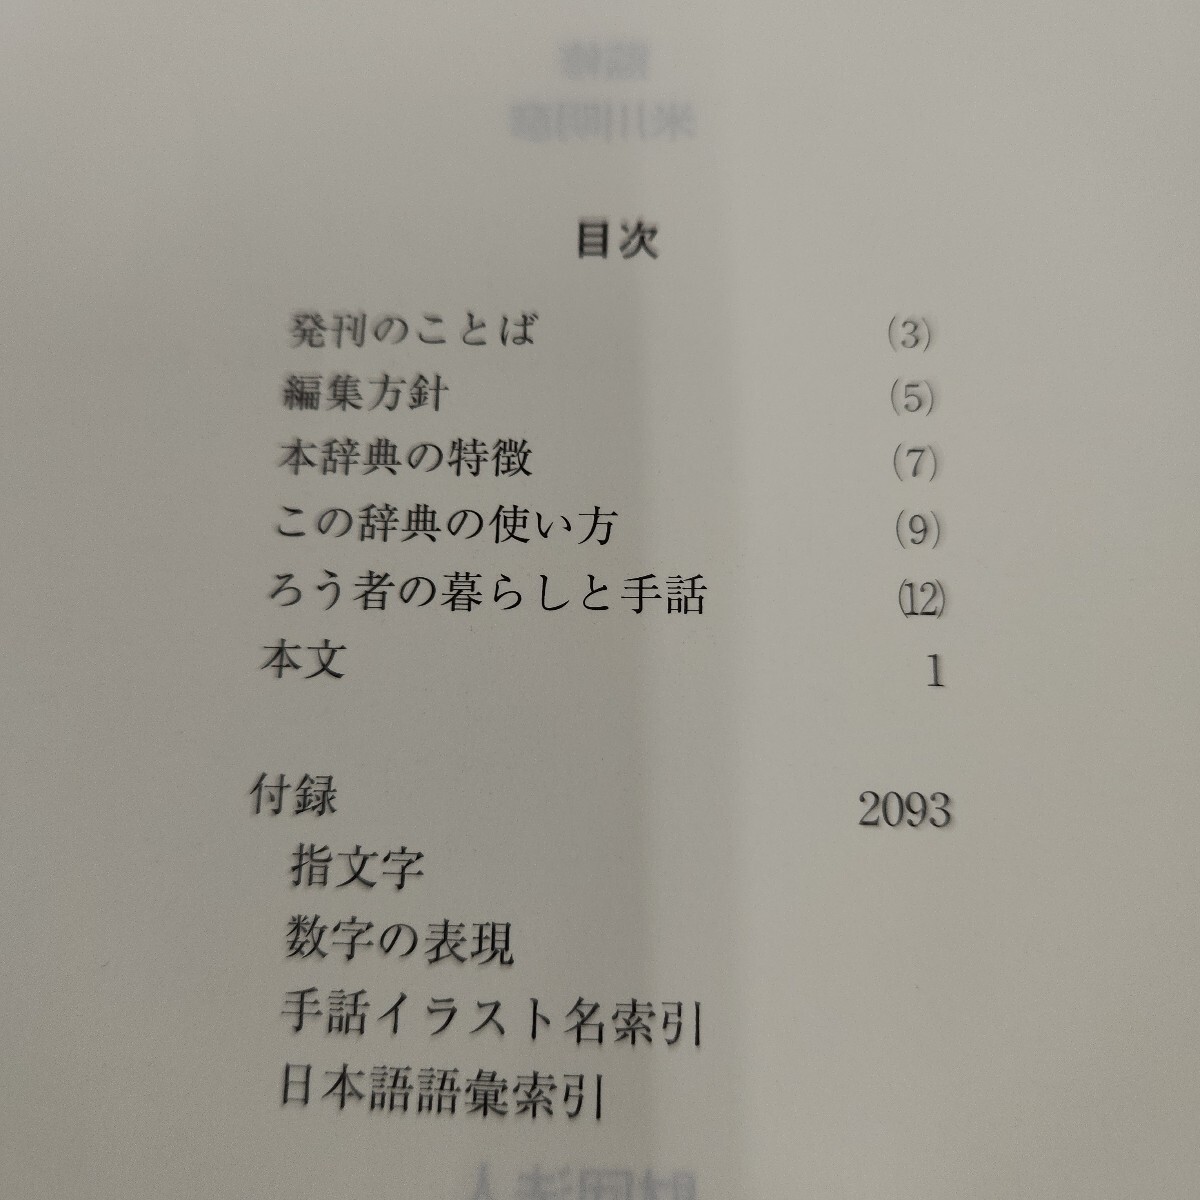 目次
発刊のことば (3)
編集方針 (5)
本辞典の特徴 (7)
この辞典の使い方 (9)
ろう者の暮らしと手話 (12)
本文 1
付録 2093
指文字
数字の表現
手話イラスト名索引
日本語語彙索引